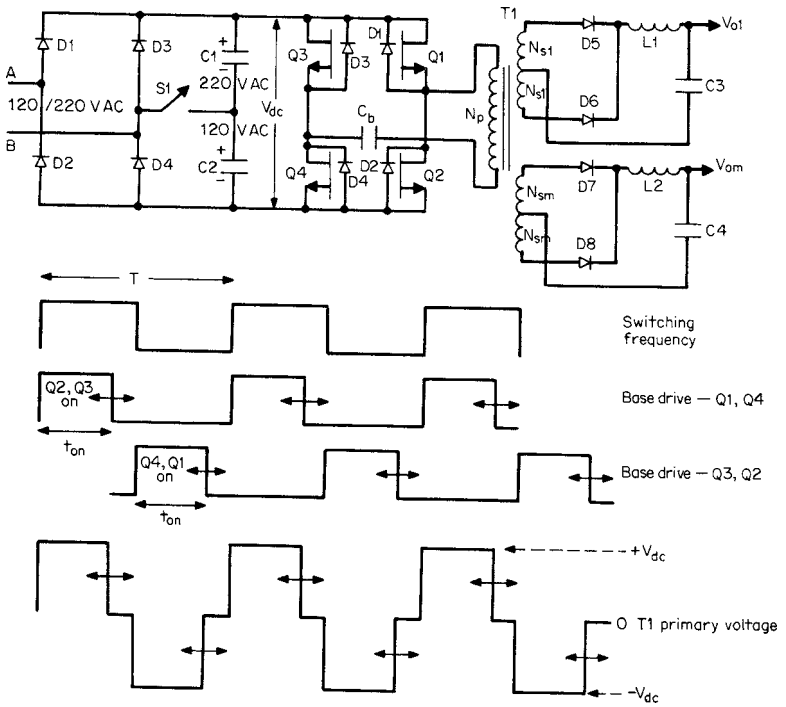 T1
D1 D3 C1 + − 220 VAC
Q3 D3 D1 Q1
Ns1 D5 L1 Vo1
A
120/220 VAC
S1
Vdc
120 VAC
Cb
Np
Ns1 D6 C3
B
D2 D4 C2 + −
Q4 D4 D2 Q2
Nsm D7 L2 Vom
Nsm D8 C4
T
Switching
frequency
Q2, Q3
on
Base drive — Q1, Q4
ton
Q4, Q1
on
Base drive — Q3, Q2
ton
+Vdc
0 T1 primary voltage
−Vdc